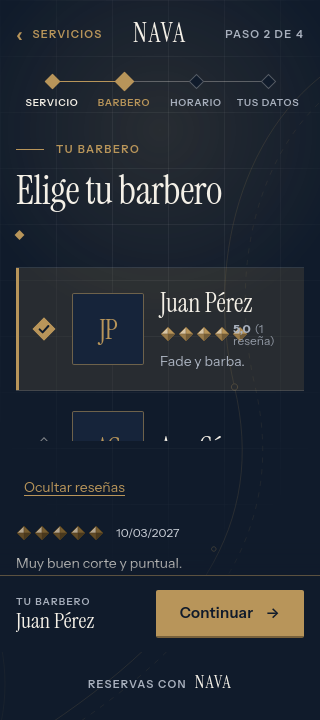 ‹ SERVICIOS NAVA PASO 2 DE 4
SERVICIO BARBERO HORARIO TUS DATOS
TU BARBERO
Elige tu barbero
JP
Juan Pérez
5,0 (1
reseña)
Fade y barba.
Ocultar reseñas
10/03/2027
Muy buen corte y puntual.
TU BARBERO
Juan Pérez
Continuar →
RESERVAS CON NAVA